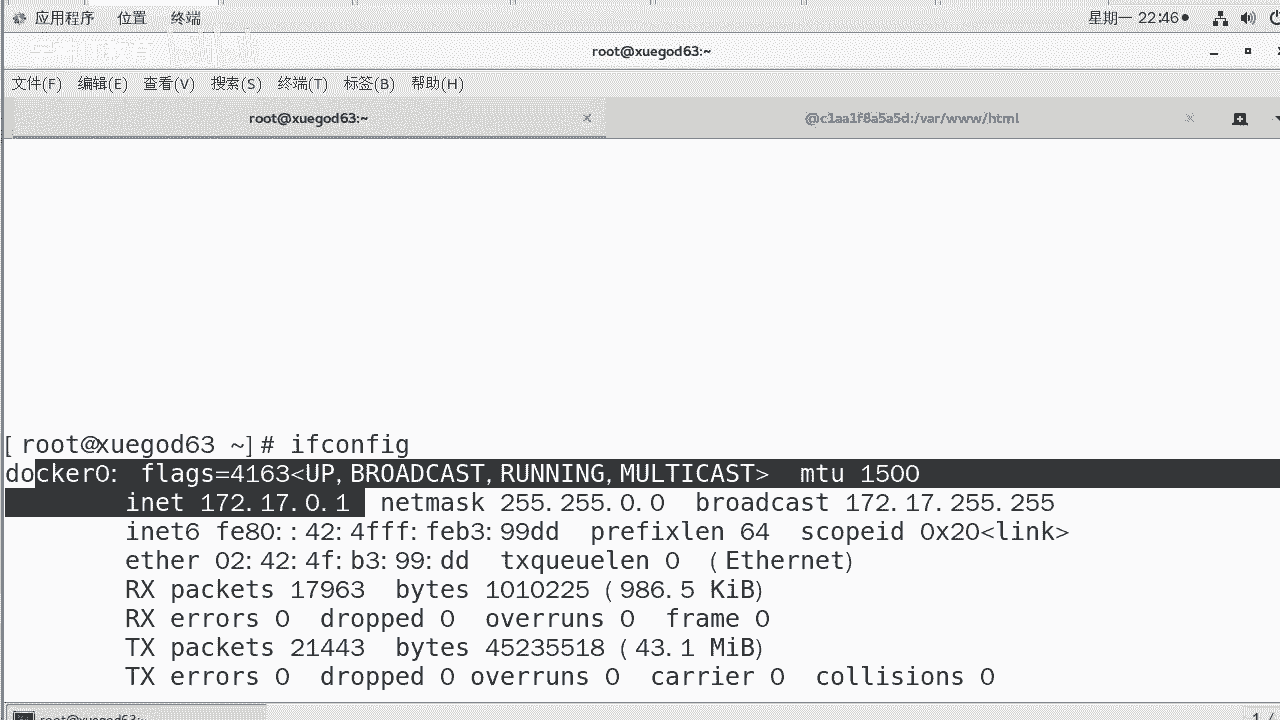 应用程序 位置 终端 星期一 22:46
root@xuegod63:~
文件(F) 编辑(E) 查看(V) 搜索(S) 终端(T) 标签(B) 帮助(H)
root@xuegod63:~ @c1aa1f8a5a5d:/var/www/html
[root@xuegod63 ~]# ifconfig
docker0: flags=4163<UP,BROADCAST,RUNNING,MULTICAST> mtu 1500
inet 172.17.0.1 netmask 255.255.0.0 broadcast 172.17.255.255
inet6 fe80::42:4fff:feb3:99dd prefixlen 64 scopeid 0x20<link>
ether 02:42:4f:b3:99:dd txqueuelen 0 (Ethernet)
RX packets 17963 bytes 1010225 (986.5 KiB)
RX errors 0 dropped 0 overruns 0 frame 0
TX packets 21443 bytes 45235518 (43.1 MiB)
TX errors 0 dropped 0 overruns 0 carrier 0 collisions 0
root@xuegod63:~ 1 /